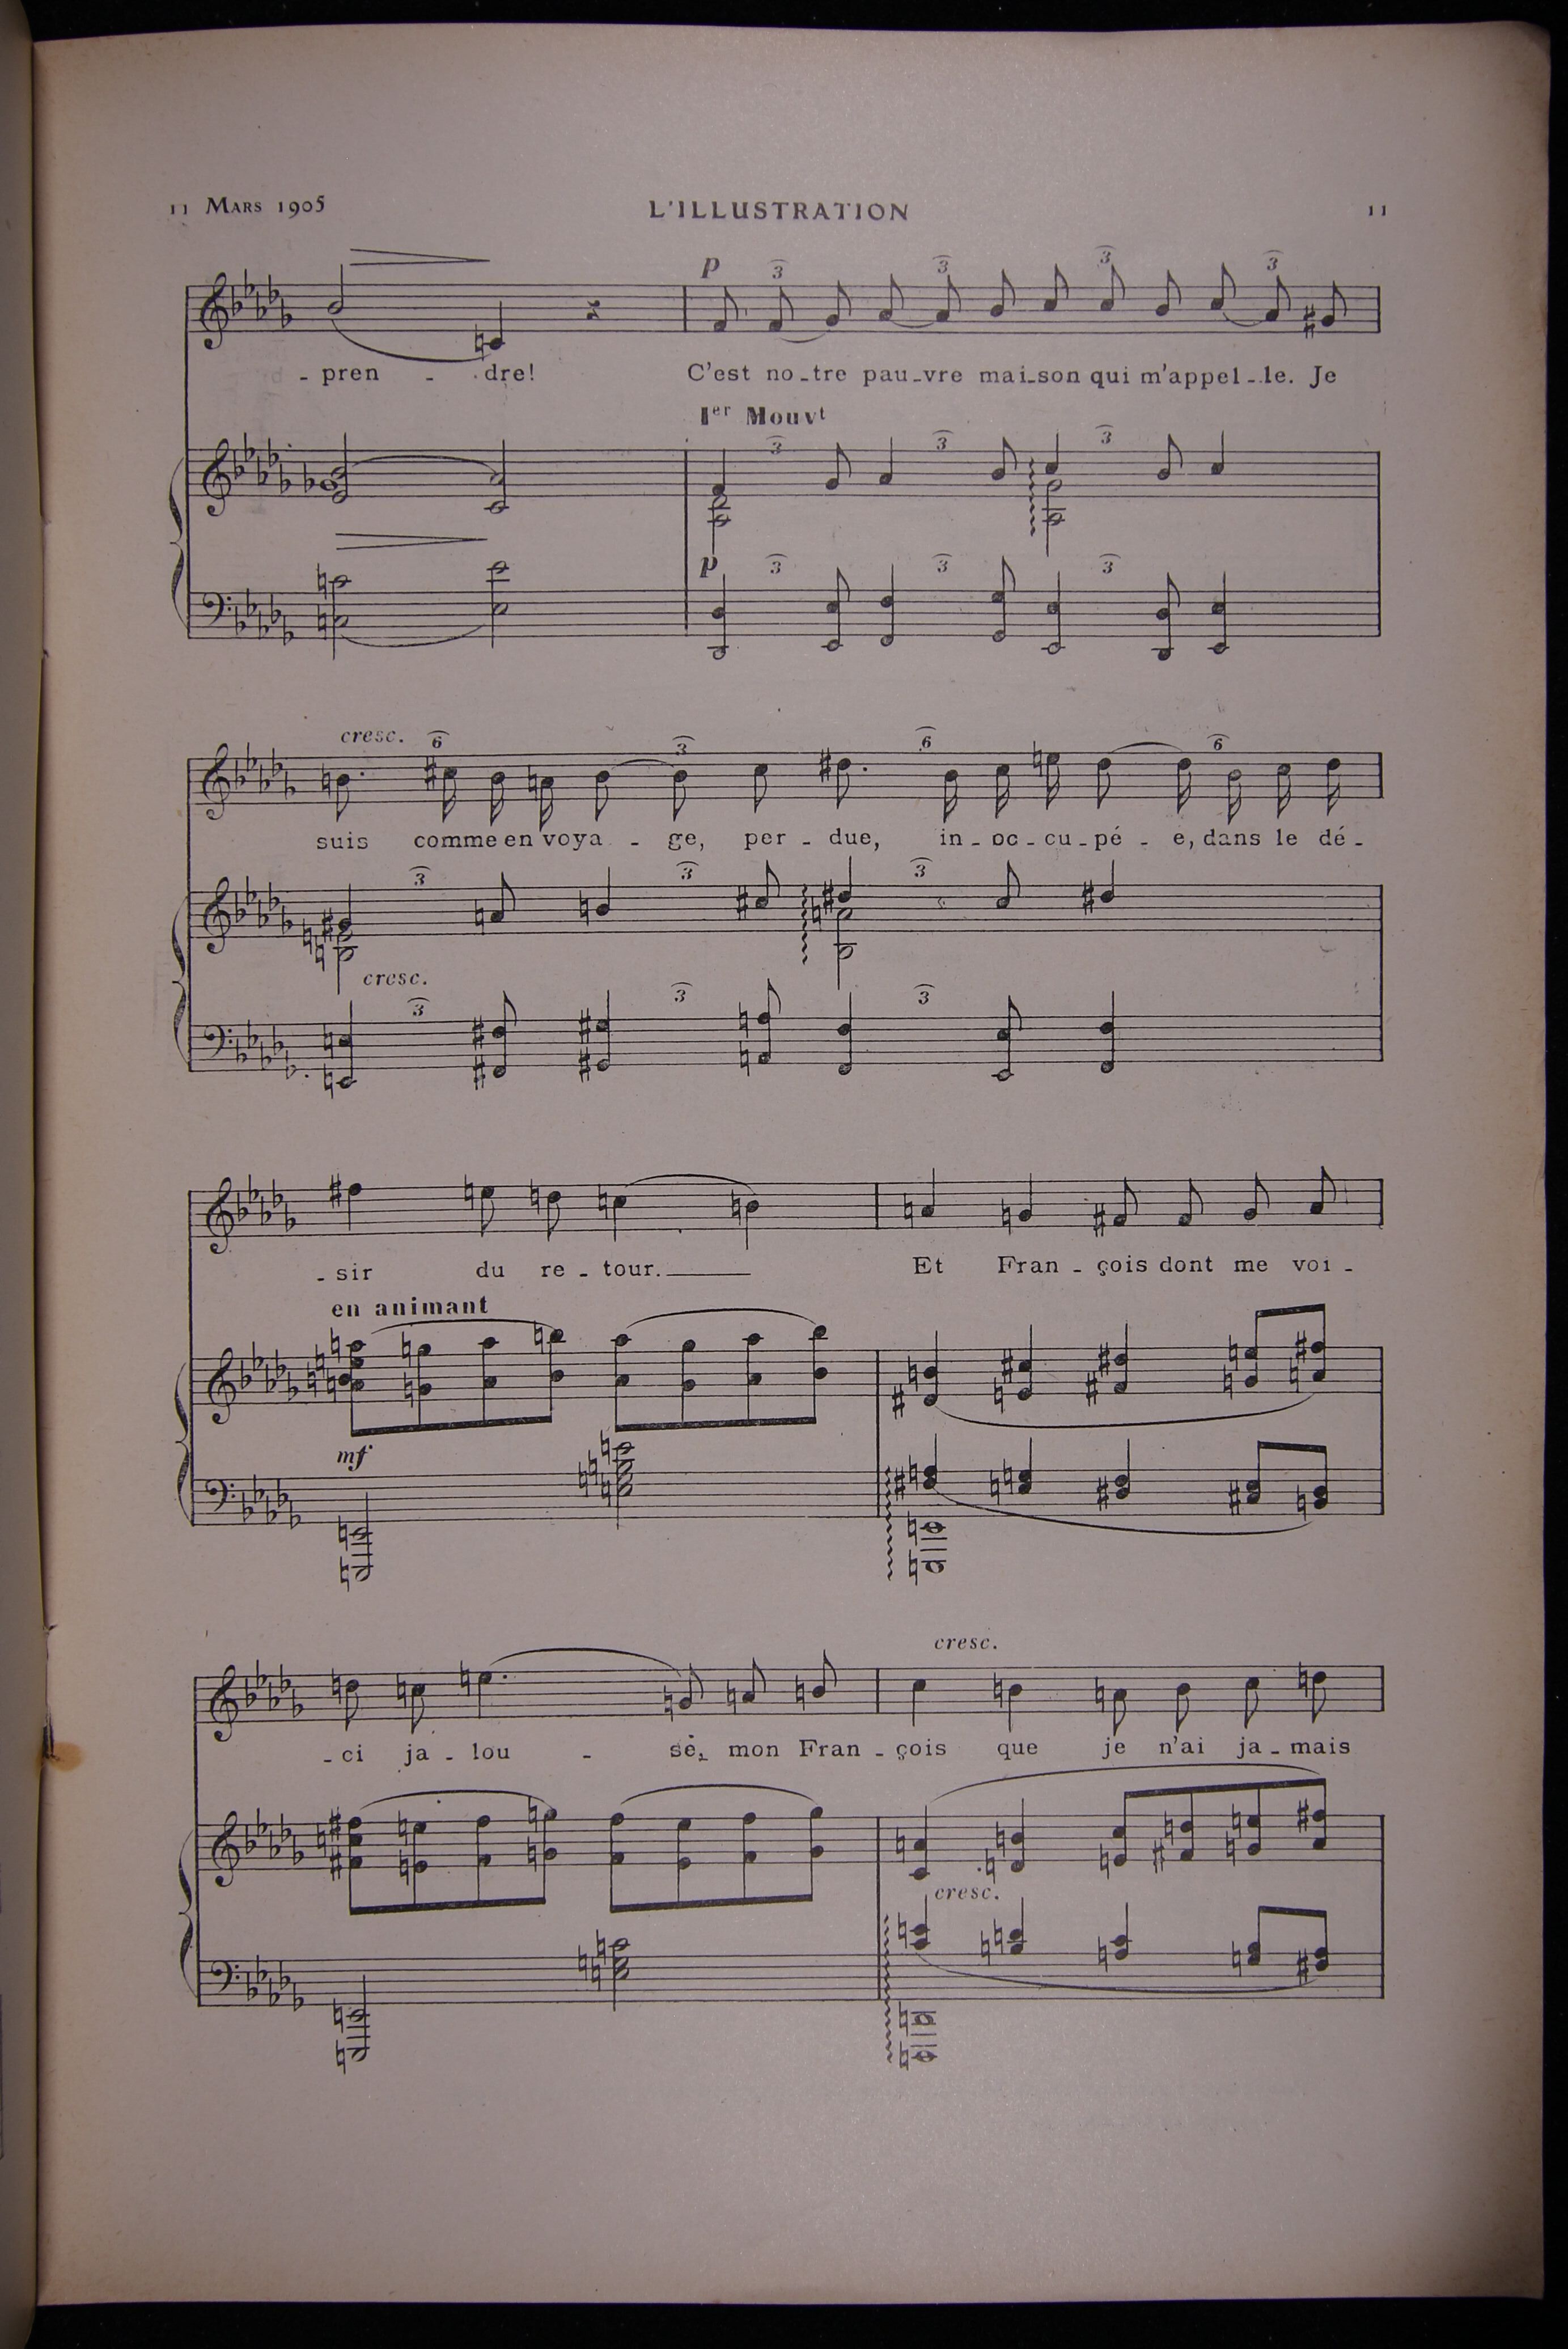 11 MARS 1905 L'ILLUSTRATION 11
p 3 3 3 3
- pren - dre! C'est no - tre pau - vre mai - son qui m'appel - le. Je
Ier Mouvt
3 3 3
p 3 3 3
cresc. 6 3 6 6
suis comme en voya - ge, per - due, in - oc - cu - pé - e, dans le dé -
3 3 3
cresc.
3 3 3
- sir du re - tour. Et Fran - çois dont me voi -
en animant
mf
cresc.
- ci ja - lou - se, mon Fran - çois que je n'ai ja - mais
cresc.